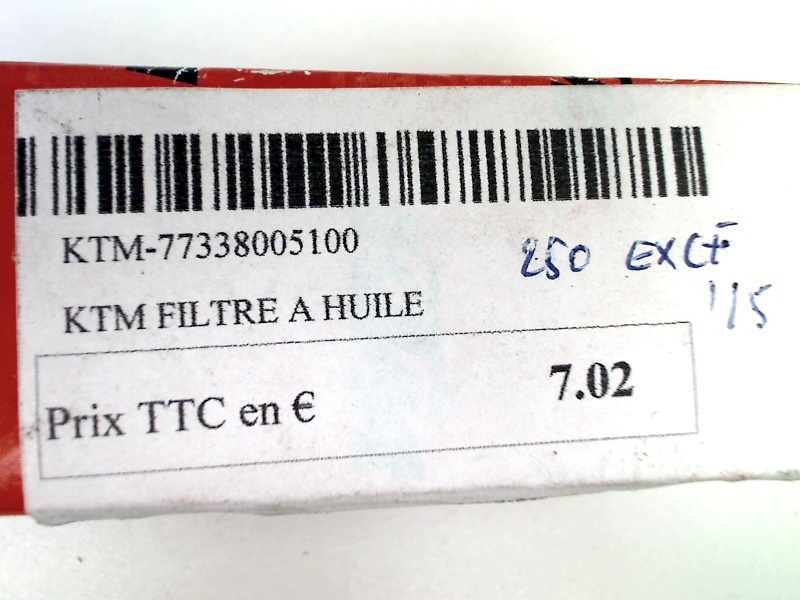 KTM-77338005100
250 EXCF
'15
KTM FILTRE A HUILE
Prix TTC en €
7.02